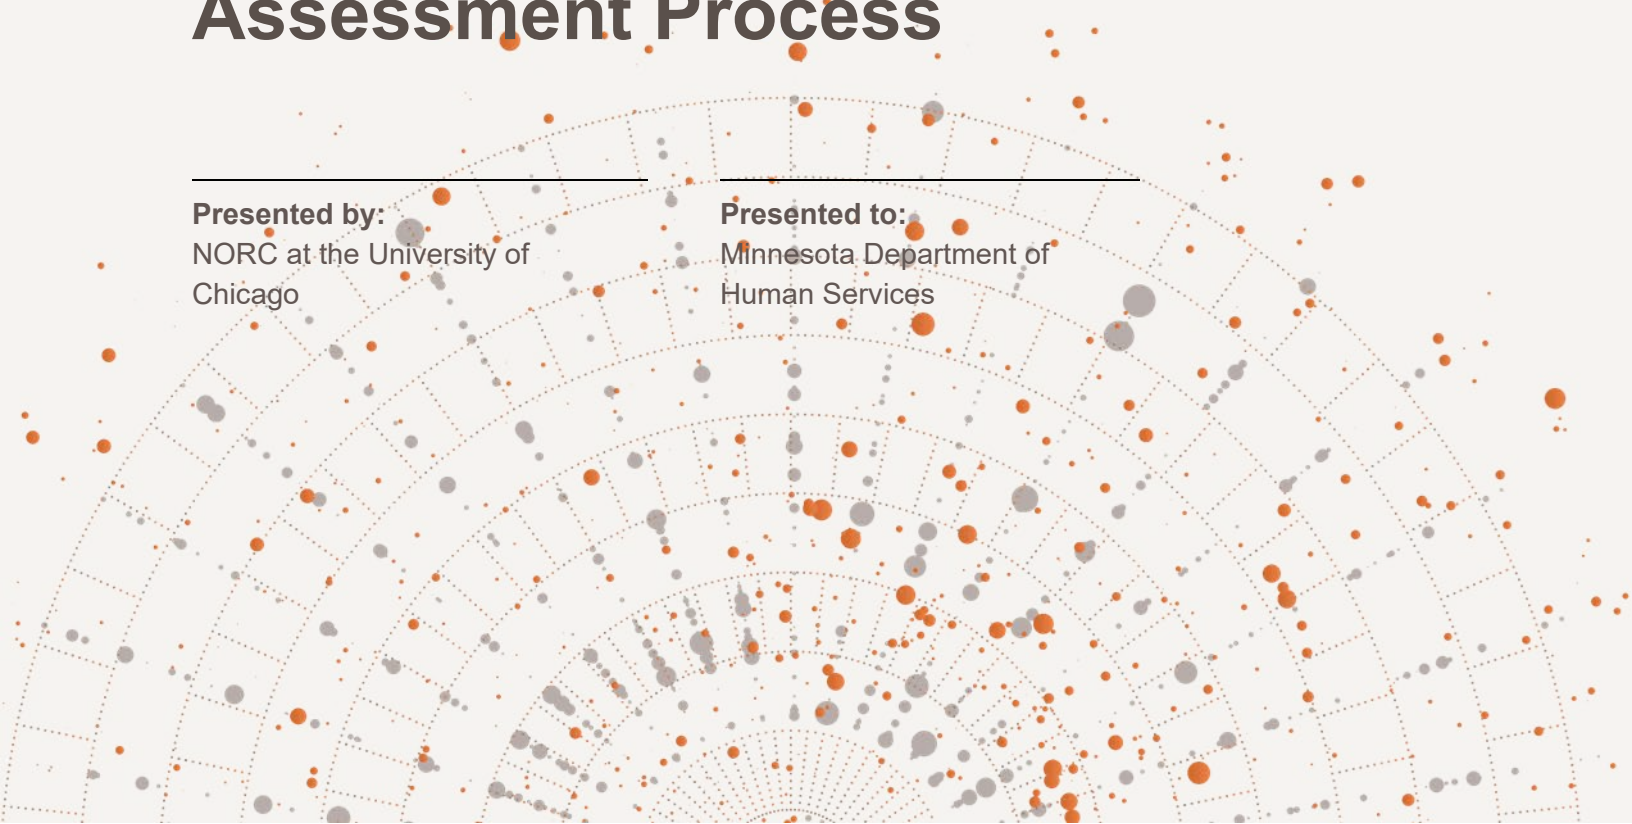 Assessment Process
Presented by:
NORC at the University of
Chicago
Presented to:
Minnesota Department of
Human Services